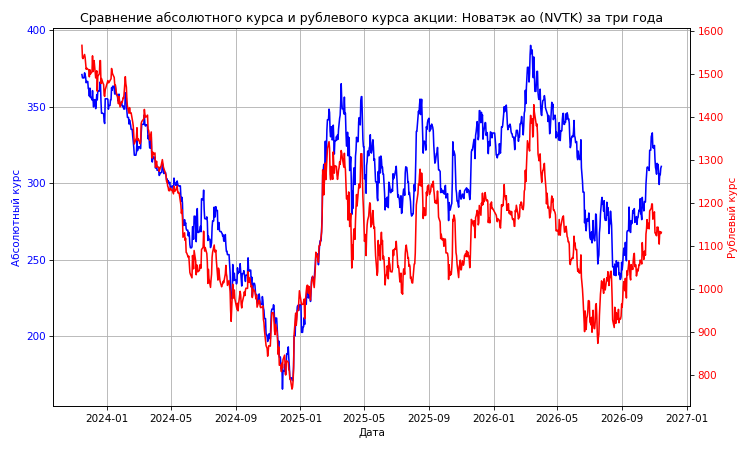 Сравнение абсолютного курса и рублевого курса акции: Новатэк ао (NVTK) за три года
400
350
300
250
200
Абсолютный курс
1600
1500
1400
1300
1200
1100
1000
900
800
Рублевый курс
2024-01 2024-05 2024-09 2025-01 2025-05 2025-09 2026-01 2026-05 2026-09 2027-01
Дата